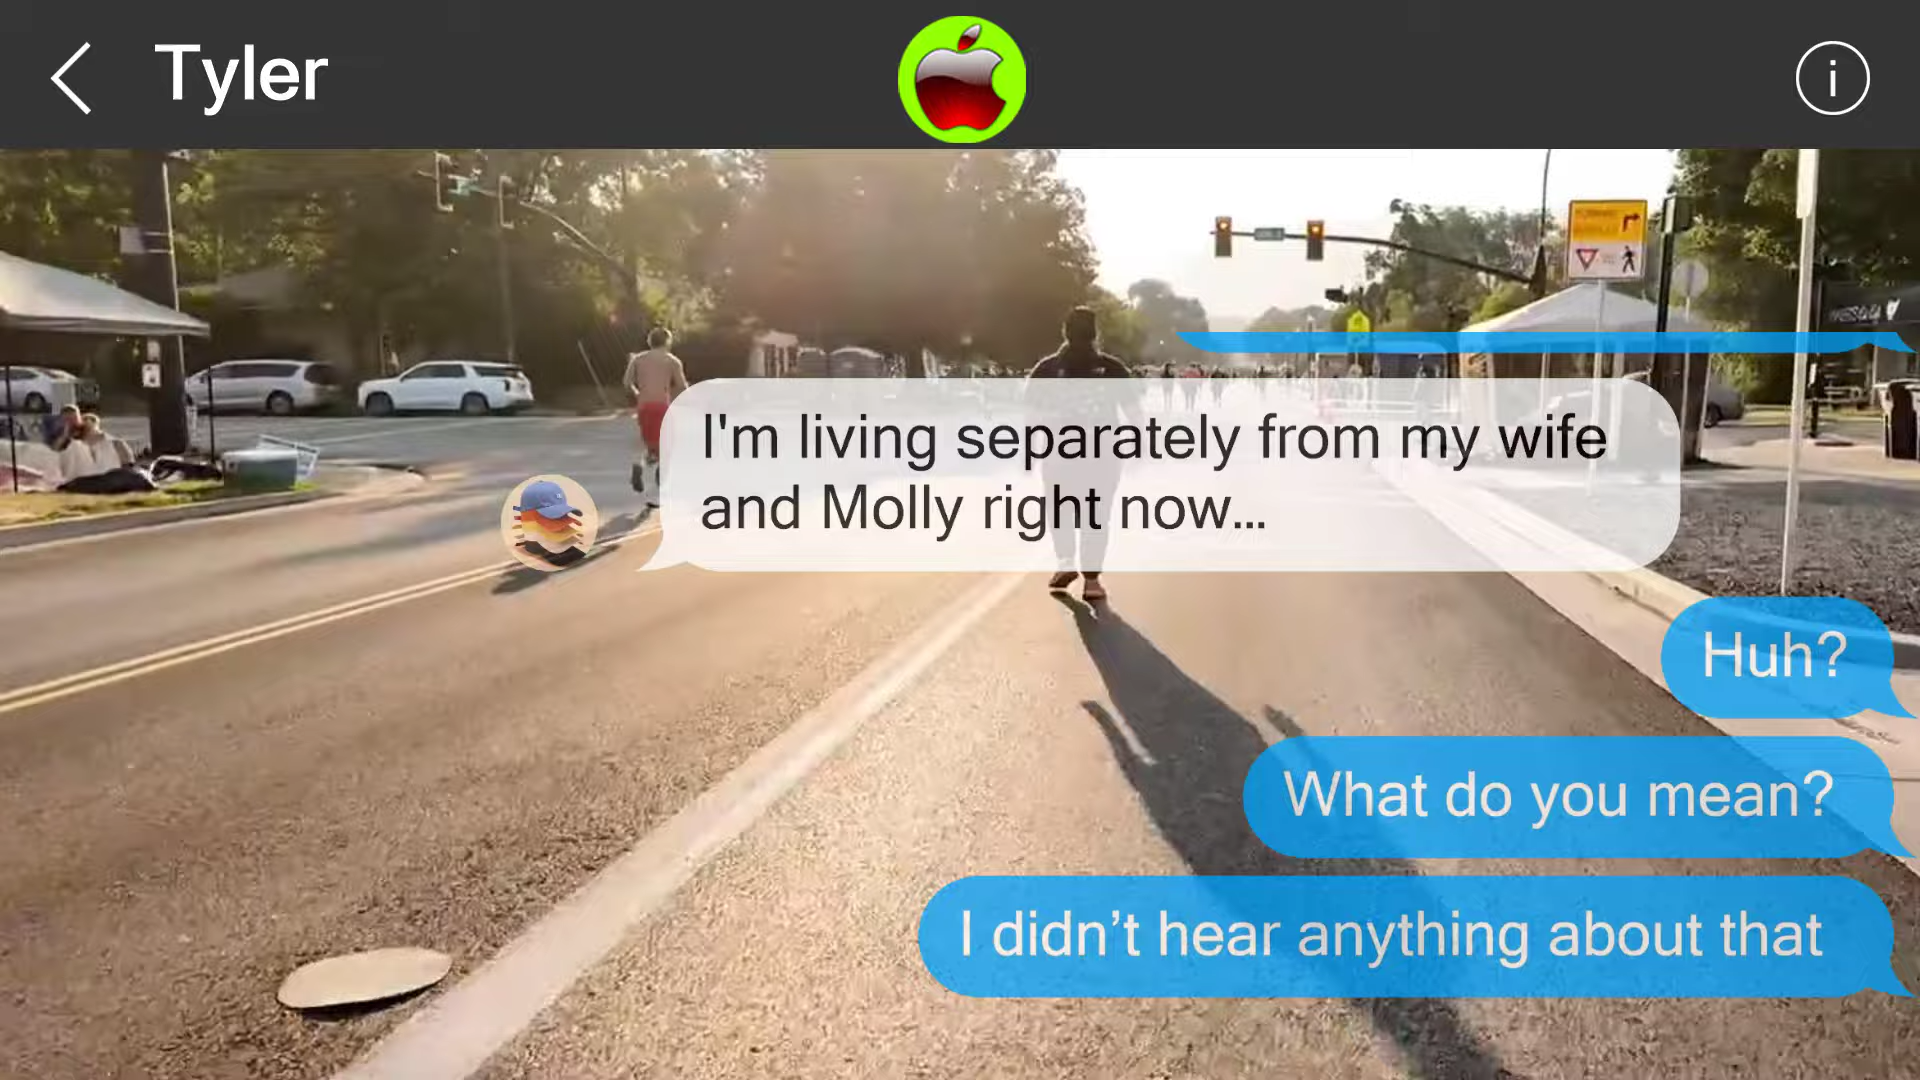 Tyler
I'm living separately from my wife
and Molly right now...
Huh?
What do you mean?
I didn’t hear anything about that